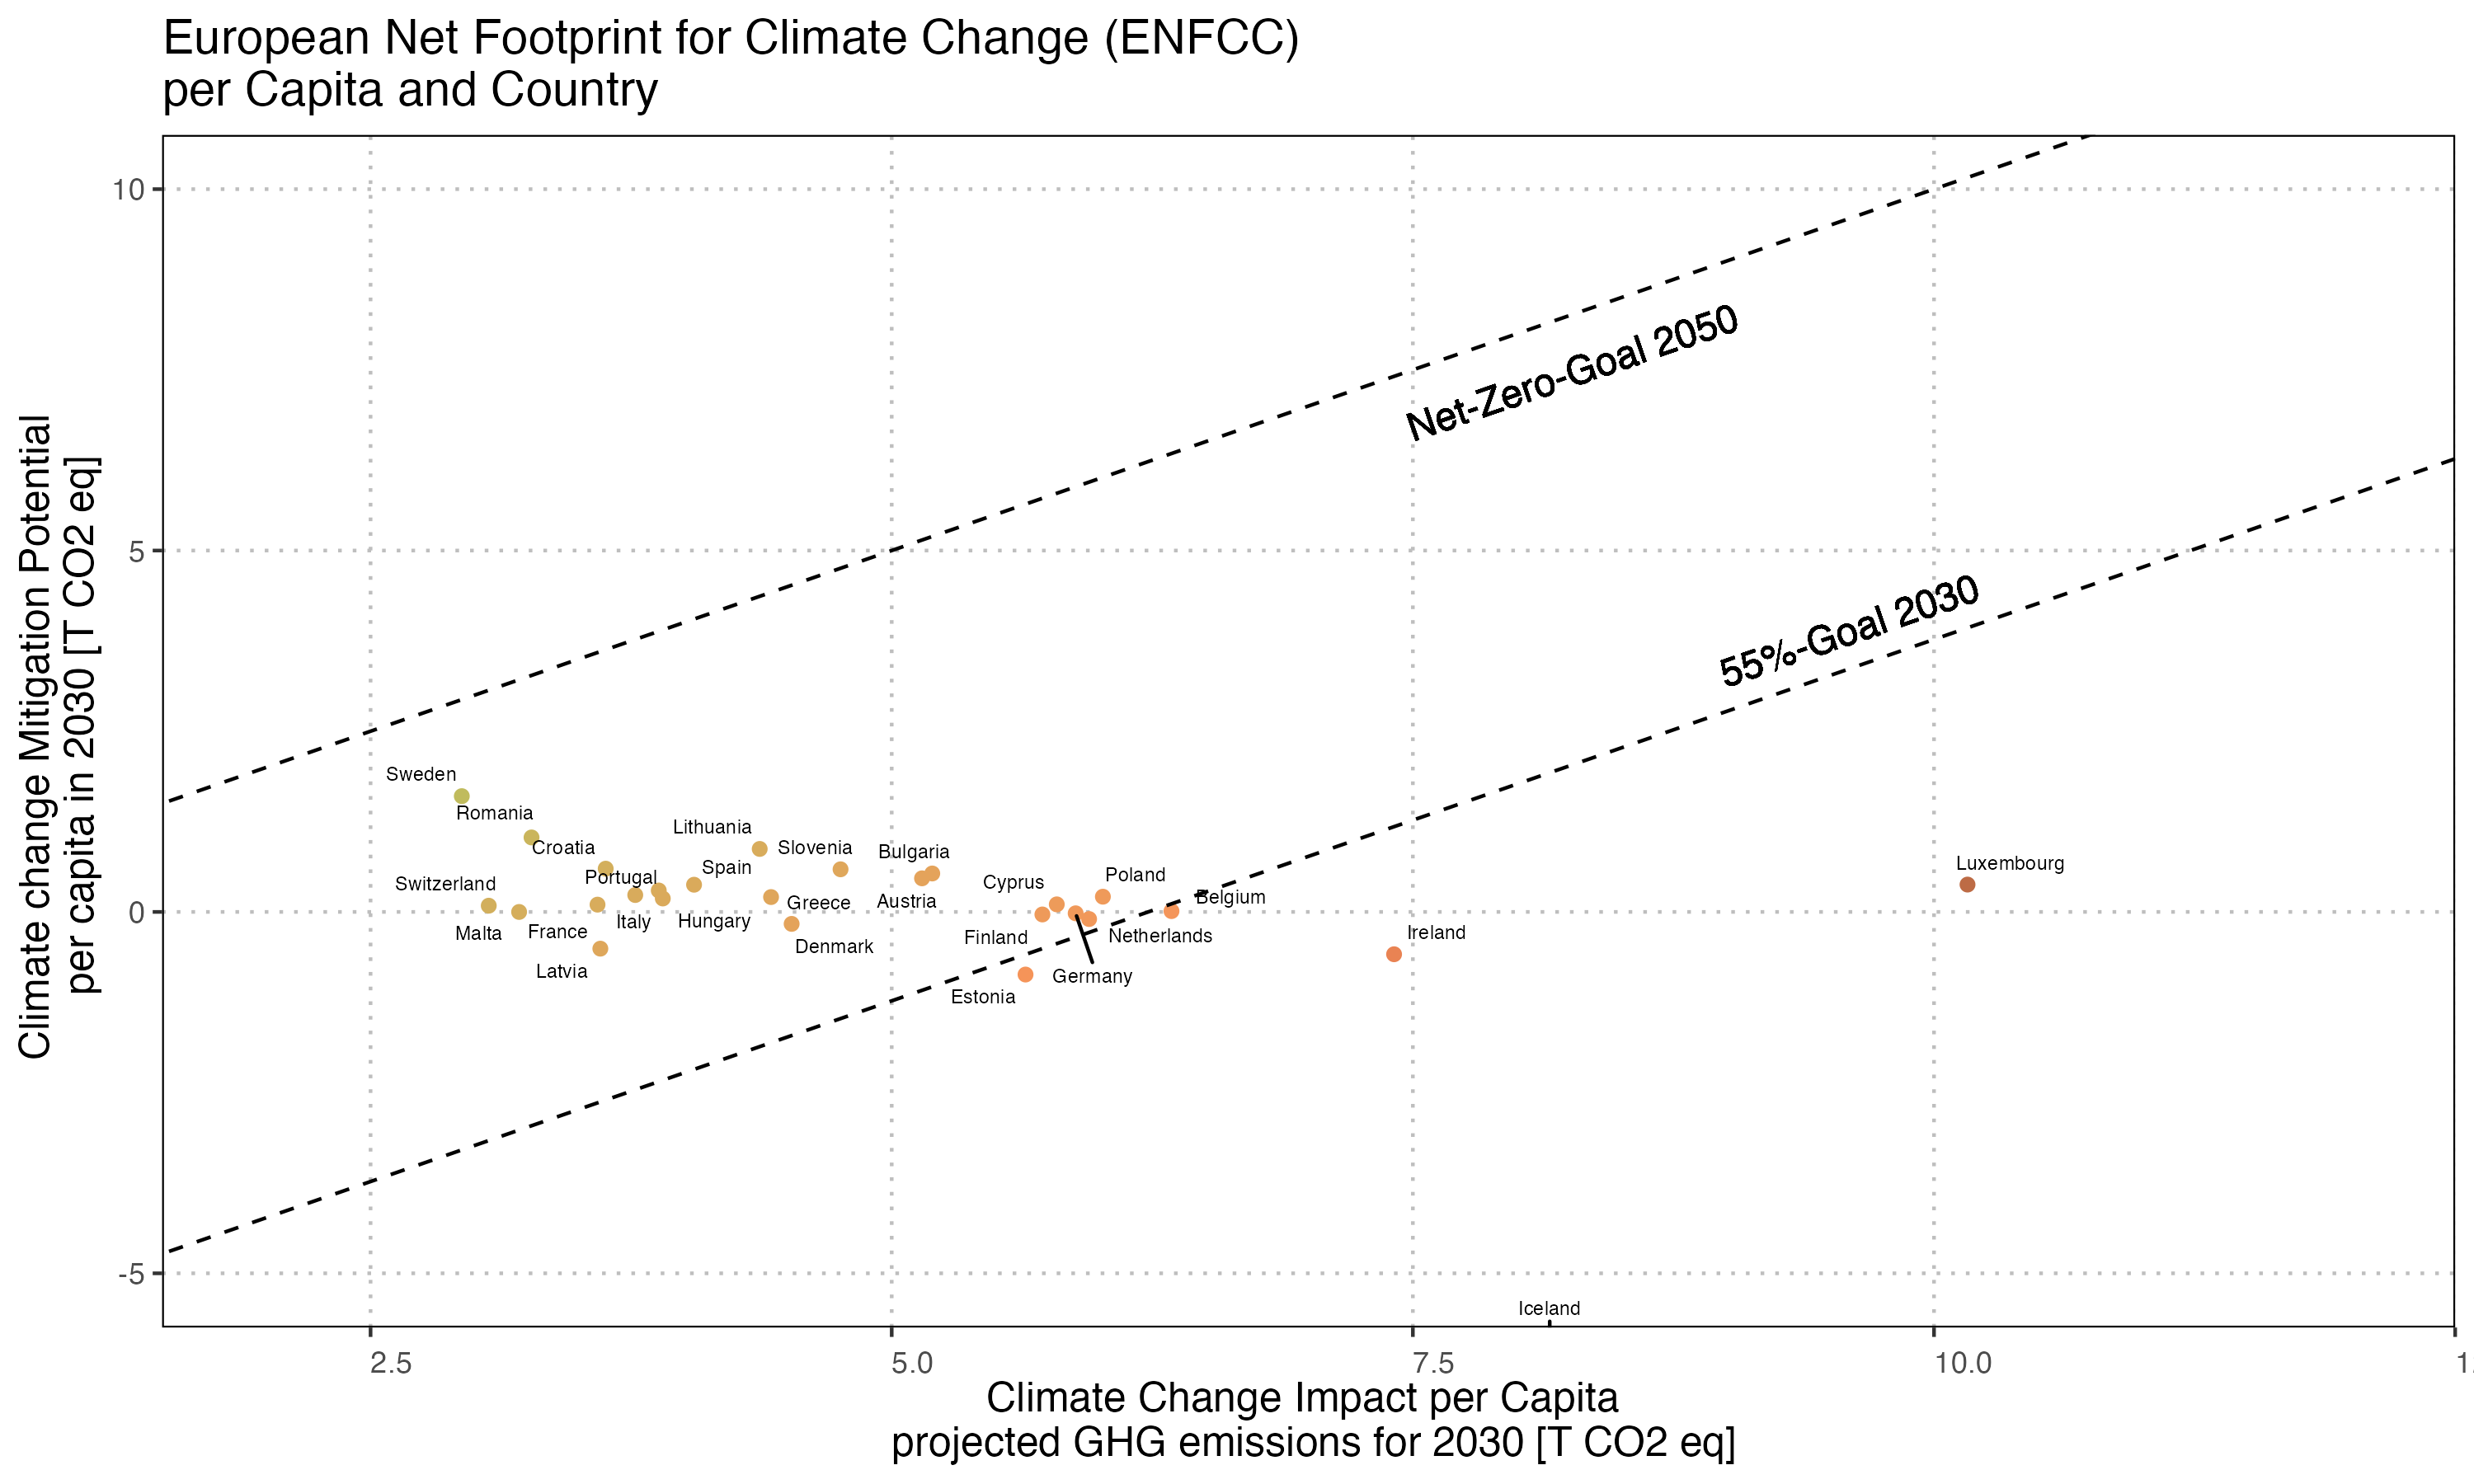 European Net Footprint for Climate Change (ENFCC)
per Capita and Country
Climate change Mitigation Potential
per capita in 2030 [T CO2 eq]
10
5
0
-5
Net-Zero-Goal 2050
55%-Goal 2030
Sweden
Romania
Lithuania
Croatia
Slovenia
Bulgaria
Luxembourg
Spain
Portugal
Poland
Switzerland
Cyprus
Belgium
Austria
Greece
Italy
Hungary
France
Malta
Ireland
Netherlands
Finland
Denmark
Latvia
Germany
Estonia
Iceland
2.5
5.0
7.5
10.0
Climate Change Impact per Capita
projected GHG emissions for 2030 [T CO2 eq]